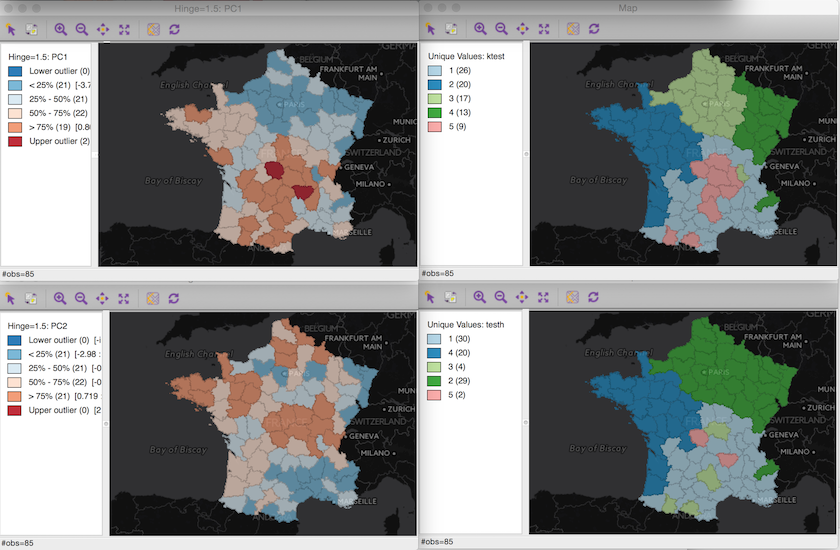 Hinge=1.5: PC1
Hinge=1.5: PC1
Lower outlier (0)
< 25% (21) [-3.7
25% - 50% (21)
50% - 75% (22)
> 75% (19) [0.80
Upper outlier (2)
BELGIUM
GERM
FRANKFURT AM
MAIN
English Channel
PARIS
MUNIC
ZURICH
SWITZERLAND
GENEVA
MILANO
Bay of Biscay
MARSEILLE
#obs=85
Map
Unique Values: ktest
1 (26)
2 (20)
3 (17)
4 (13)
5 (9)
BELGIUM
GERM
FRANKFURT AM
MAIN
English Channel
PARIS
MUN
ZURICH
SWITZERLAND
GENEVA
MILANO
Bay of Biscay
MARSEILLE
#obs=85
Hinge=1.5: PC2
Lower outlier (0) [-i
< 25% (21) [-2.98 :
25% - 50% (21) [-0
50% - 75% (22) [-0
> 75% (21) [0.719 :
Upper outlier (0) [2
BELGIUM
GERM
FRANKFURT AM
MAIN
English Channel
PARIS
MUN
ZURICH
SWITZERLAND
GENEVA
MILANO
Bay of Biscay
MARSEILLE
#obs=85
Unique Values: testh
1 (30)
4 (20)
3 (4)
2 (29)
5 (2)
BELGIUM
GERM
FRANKFURT AM
MAIN
English Channel
PARIS
MUNI
ZURICH
SWITZERLAND
GENEVA
MILANO
Bay of Biscay
MARSEILLE
#obs=85